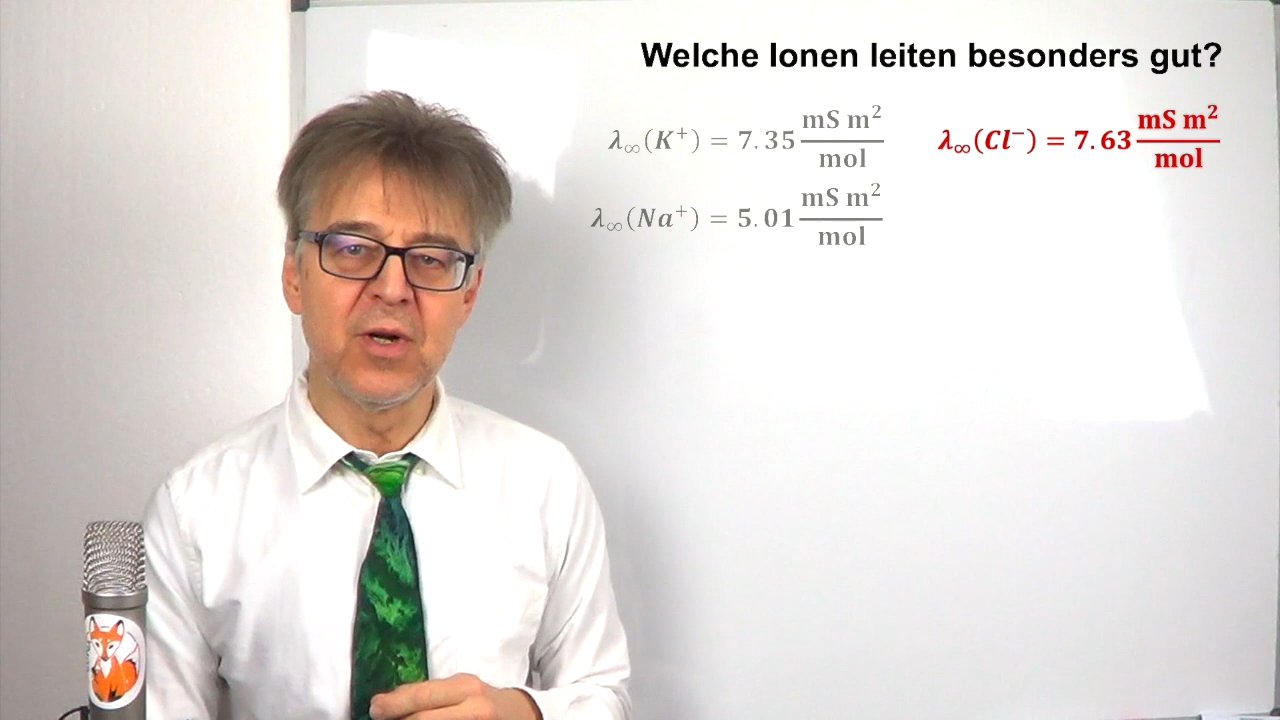 Welche Ionen leiten besonders gut?
λ∞(K⁺) = 7.35 mS m²/mol λ∞(Cl⁻) = 7.63 mS m²/mol
λ∞(Na⁺) = 5.01 mS m²/mol